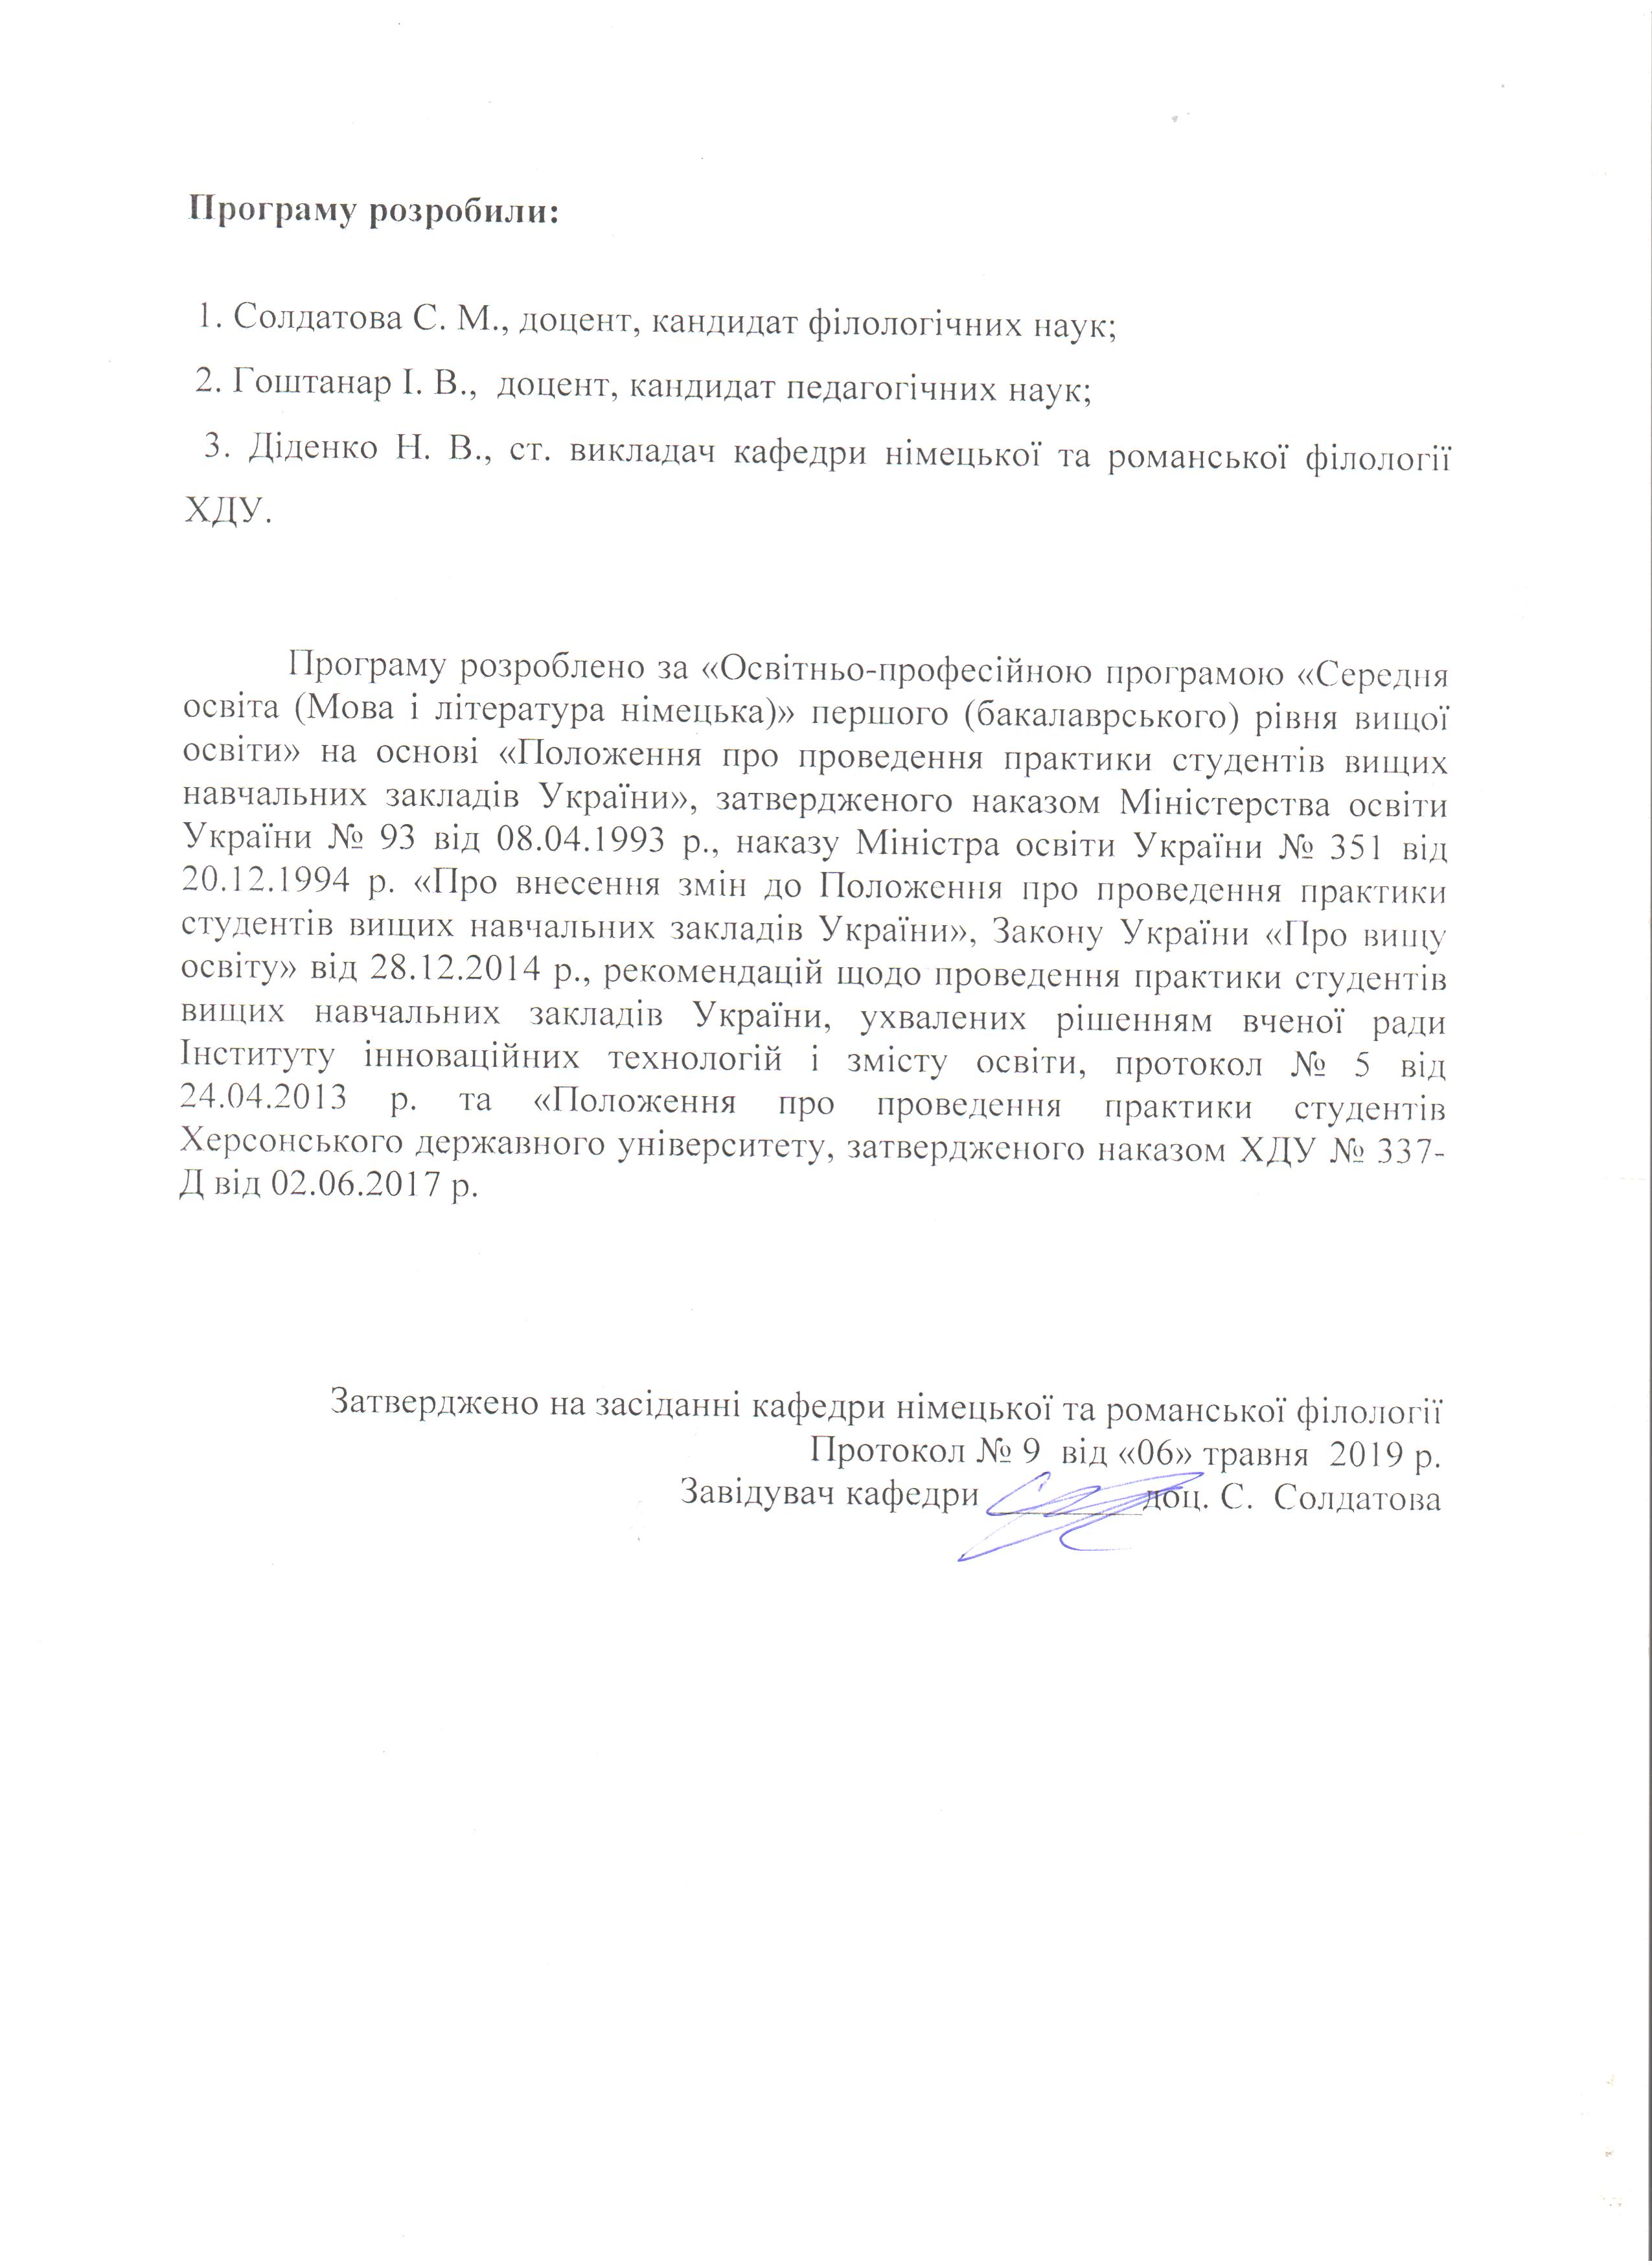 Програму розробили:
1. Солдатова С. М., доцент, кандидат філологічних наук;
2. Гоштанар І. В., доцент, кандидат педагогічних наук;
3. Діденко Н. В., ст. викладач кафедри німецької та романської філології
ХДУ.
Програму розроблено за «Освітньо-професійною програмою «Середня
освіта (Мова і література німецька)» першого (бакалаврського) рівня вищої
освіти» на основі «Положення про проведення практики студентів вищих
навчальних закладів України», затвердженого наказом Міністерства освіти
України № 93 від 08.04.1993 р., наказу Міністра освіти України № 351 від
20.12.1994 р. «Про внесення змін до Положення про проведення практики
студентів вищих навчальних закладів України», Закону України «Про вищу
освіту» від 28.12.2014 р., рекомендацій щодо проведення практики студентів
вищих навчальних закладів України, ухвалених рішенням вченої ради
Інституту інноваційних технологій і змісту освіти, протокол № 5 від
24.04.2013 р. та «Положення про проведення практики студентів
Херсонського державного університету, затвердженого наказом ХДУ № 337-
Д від 02.06.2017 р.
Затверджено на засіданні кафедри німецької та романської філології
Протокол № 9 від «06» травня 2019 р.
Завідувач кафедри ________ доц. С. Солдатова